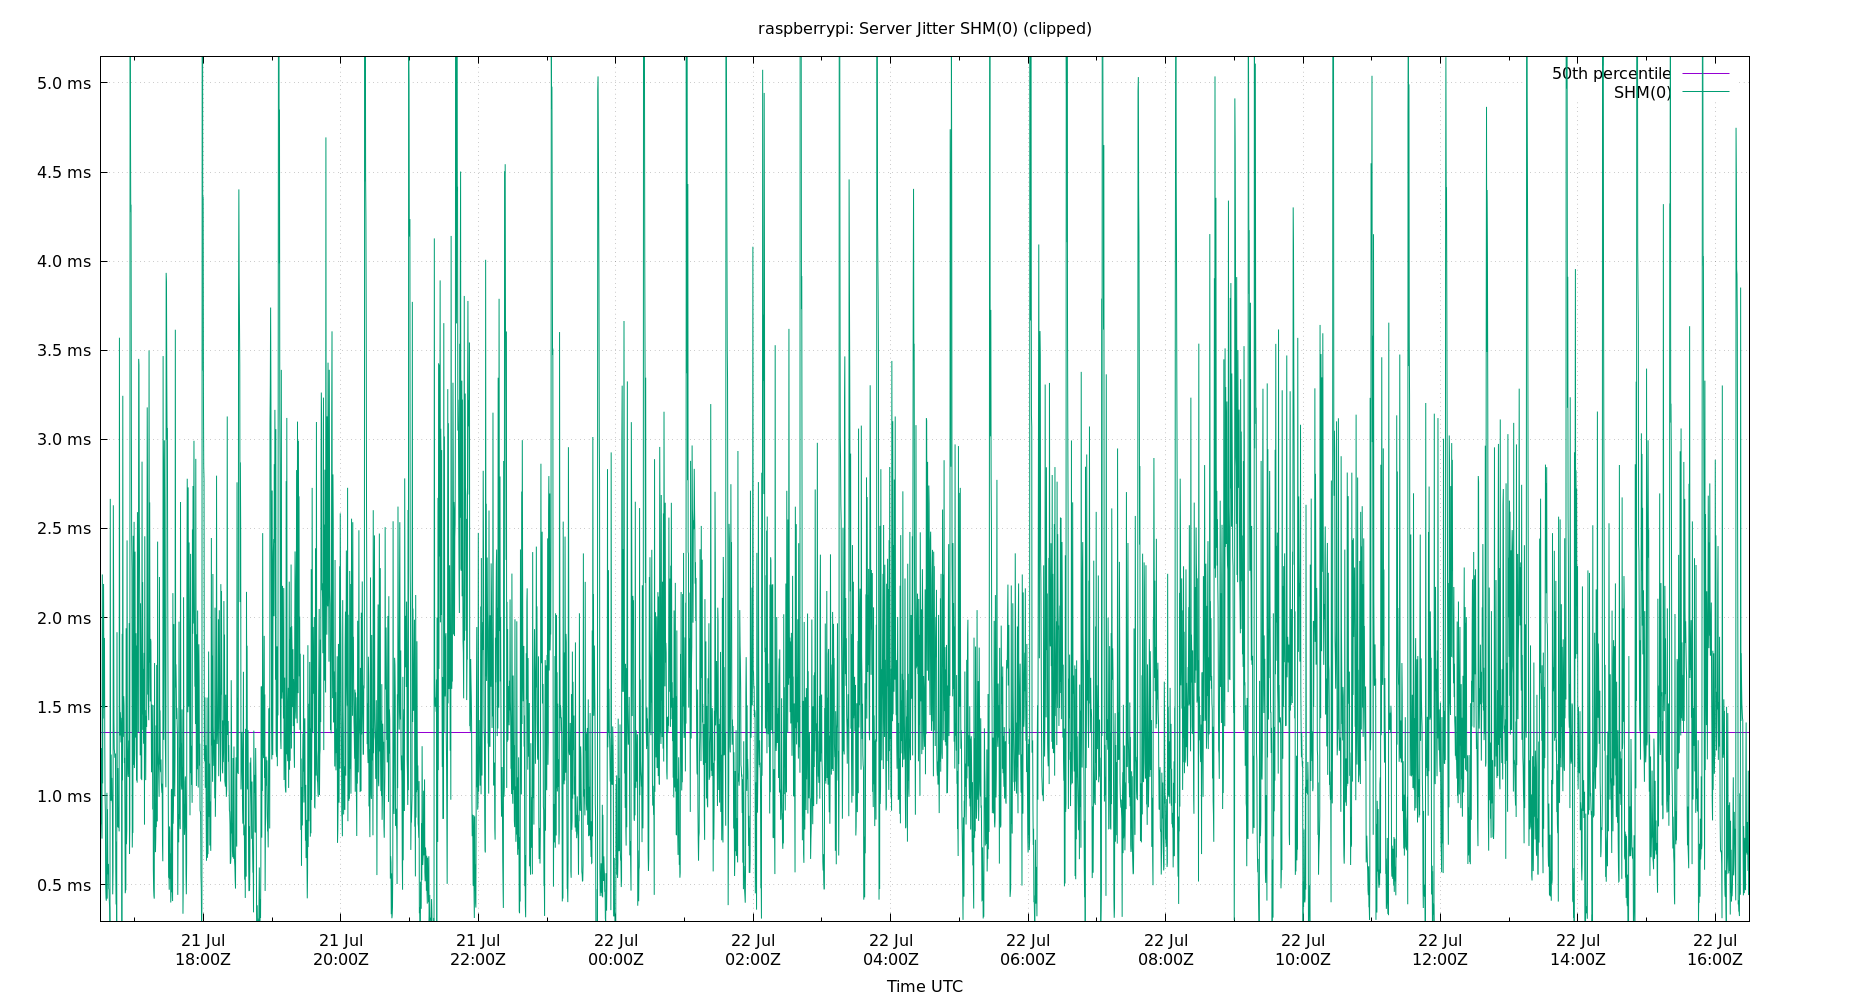 raspberrypi: Server Jitter SHM(0) (clipped)
50th percentile
SHM(0)
5.0 ms
4.5 ms
4.0 ms
3.5 ms
3.0 ms
2.5 ms
2.0 ms
1.5 ms
1.0 ms
0.5 ms
21 Jul 21 Jul 21 Jul 22 Jul 22 Jul 22 Jul 22 Jul 22 Jul 22 Jul 22 Jul 22 Jul 22 Jul
18:00Z 20:00Z 22:00Z 00:00Z 02:00Z 04:00Z 06:00Z 08:00Z 10:00Z 12:00Z 14:00Z 16:00Z
Time UTC